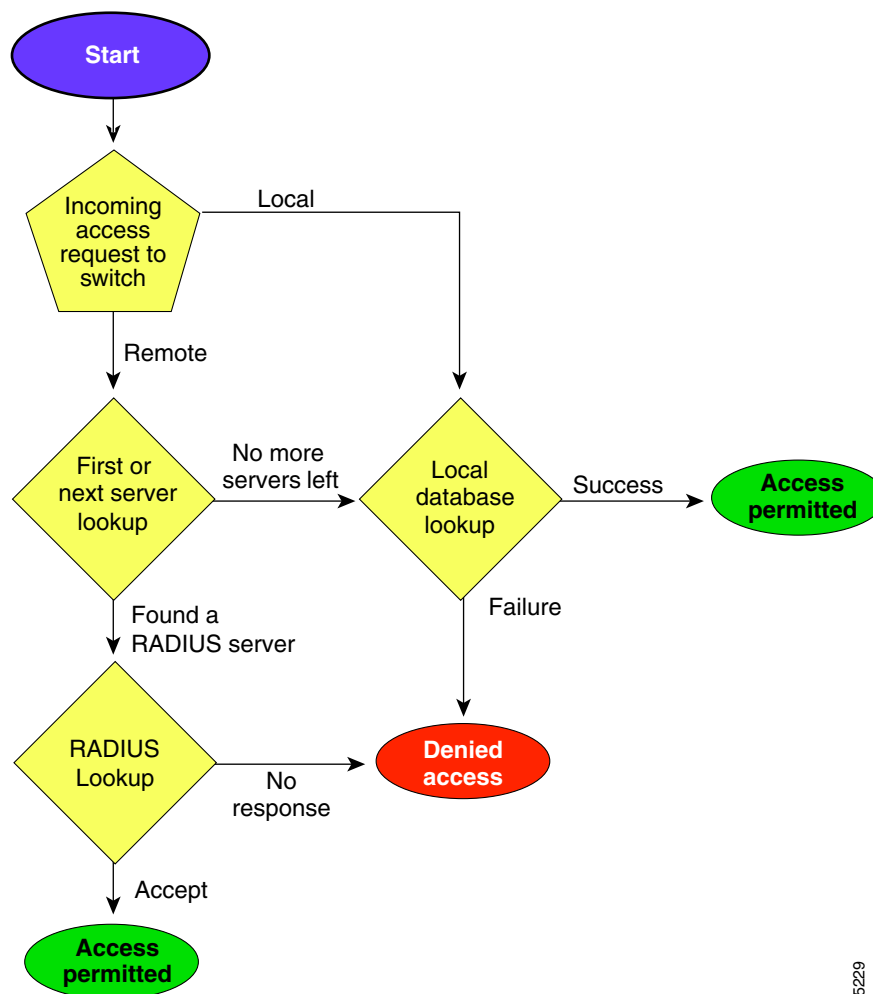 Start
Incoming
access
request to
switch
Local
Remote
First or
next server
lookup
No more
servers left
Local
database
lookup
Success
Access
permitted
Found a
RADIUS server
Failure
RADIUS
Lookup
No
response
Denied
access
Accept
Access
permitted
5229